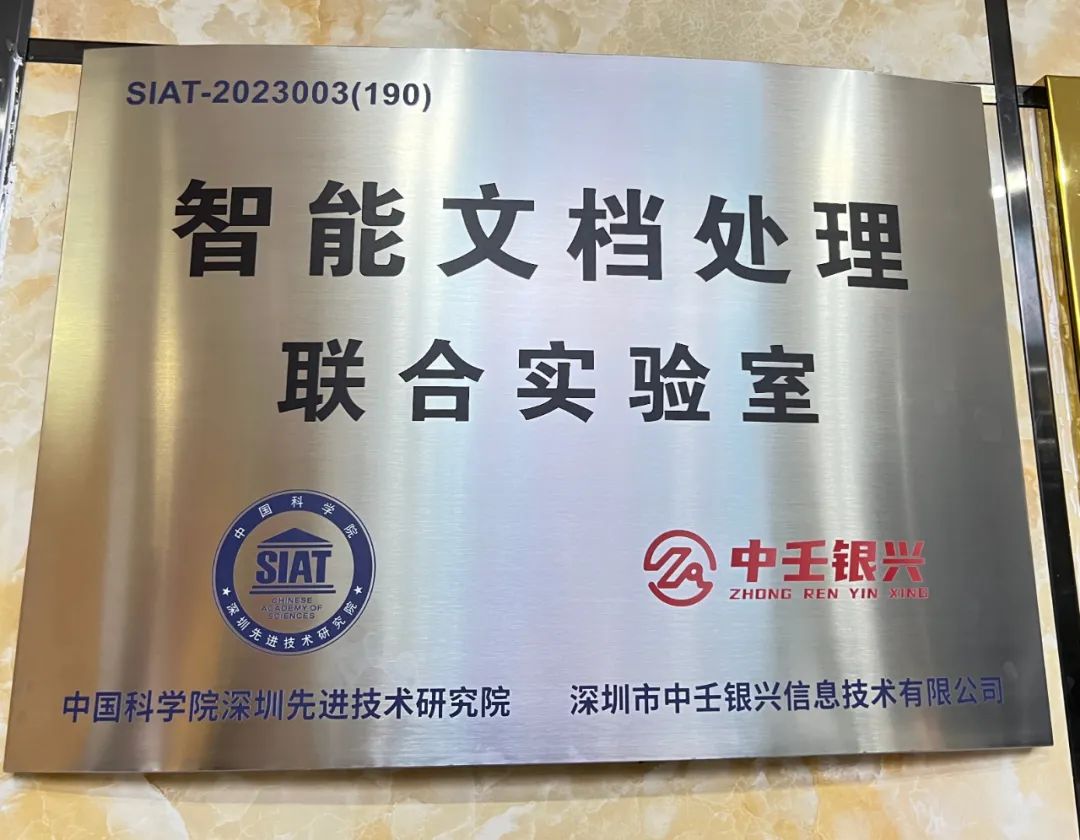 SIAT-2023003(190)
智能文档处理
联合实验室
中国科学院
SIAT
CHINESE
ACADEMY OF
SCIENCES
★深圳先进技术研究院★
中壬银兴
ZHONG REN YIN XING
中国科学院深圳先进技术研究院
深圳市中壬银兴信息技术有限公司